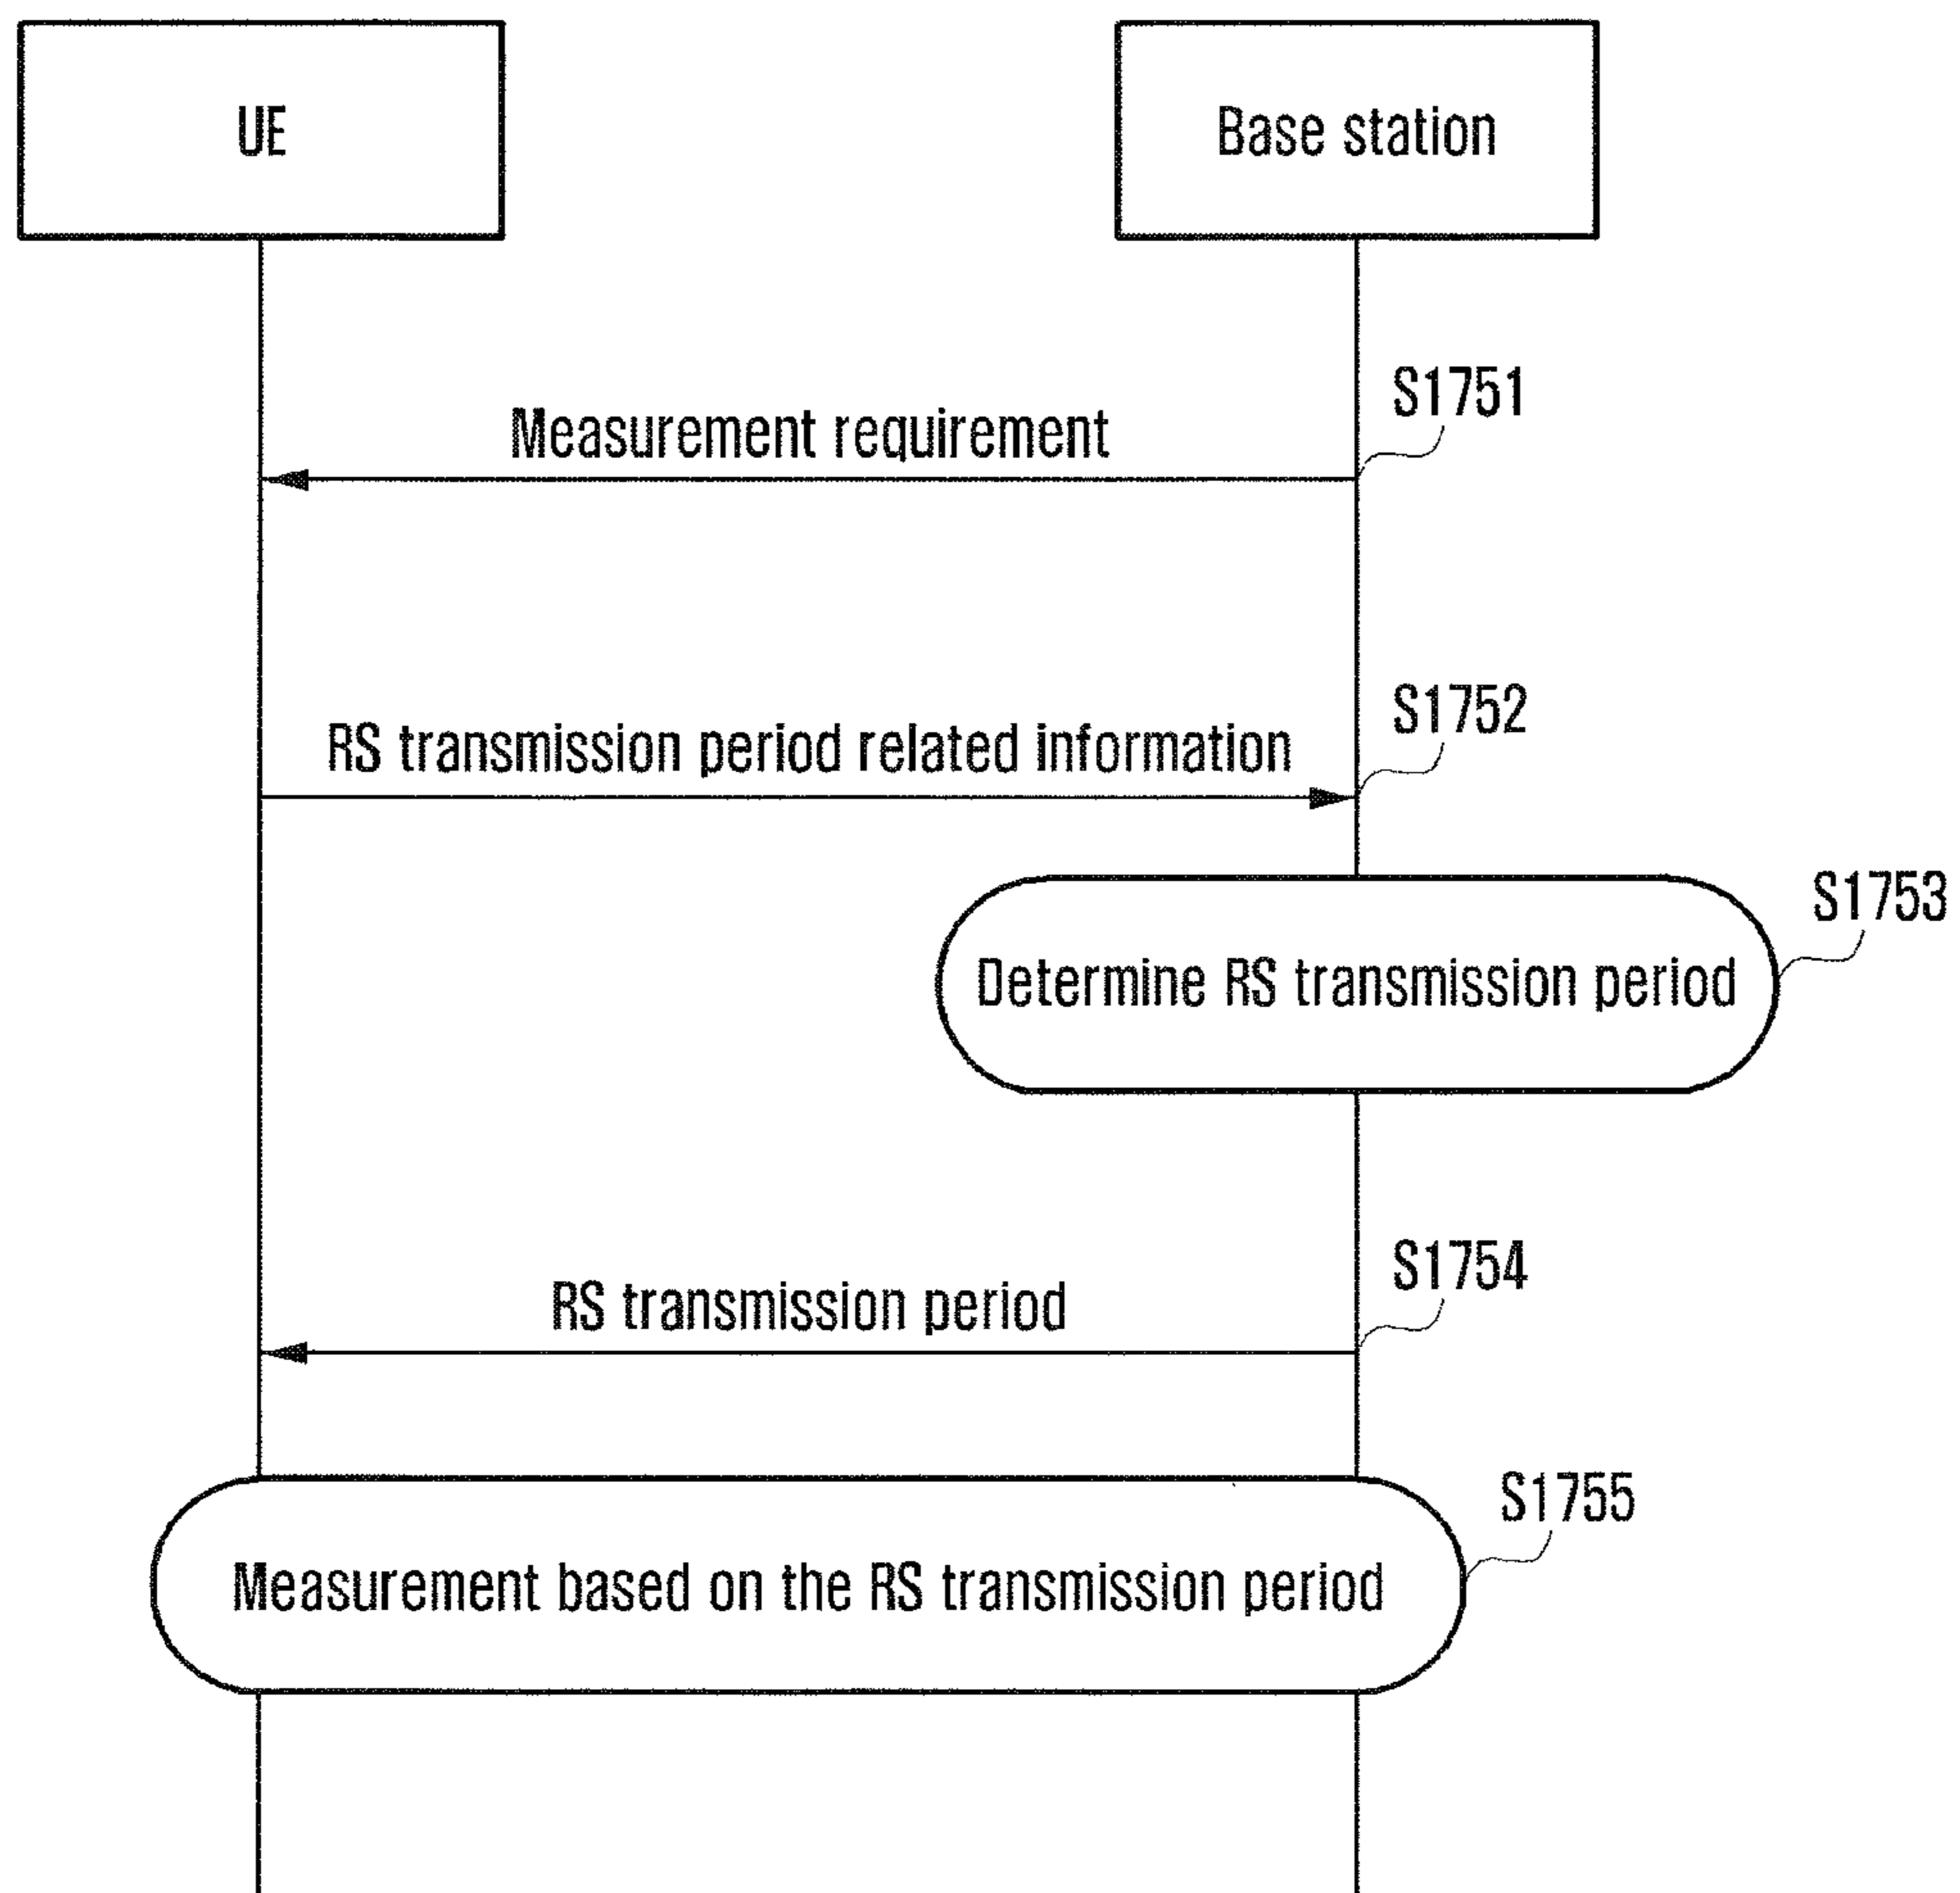 UE
Base station
S1751
Measurement requirement
S1752
RS transmission period related information
S1753
Determine RS transmission period
S1754
RS transmission period
S1755
Measurement based on the RS transmission period